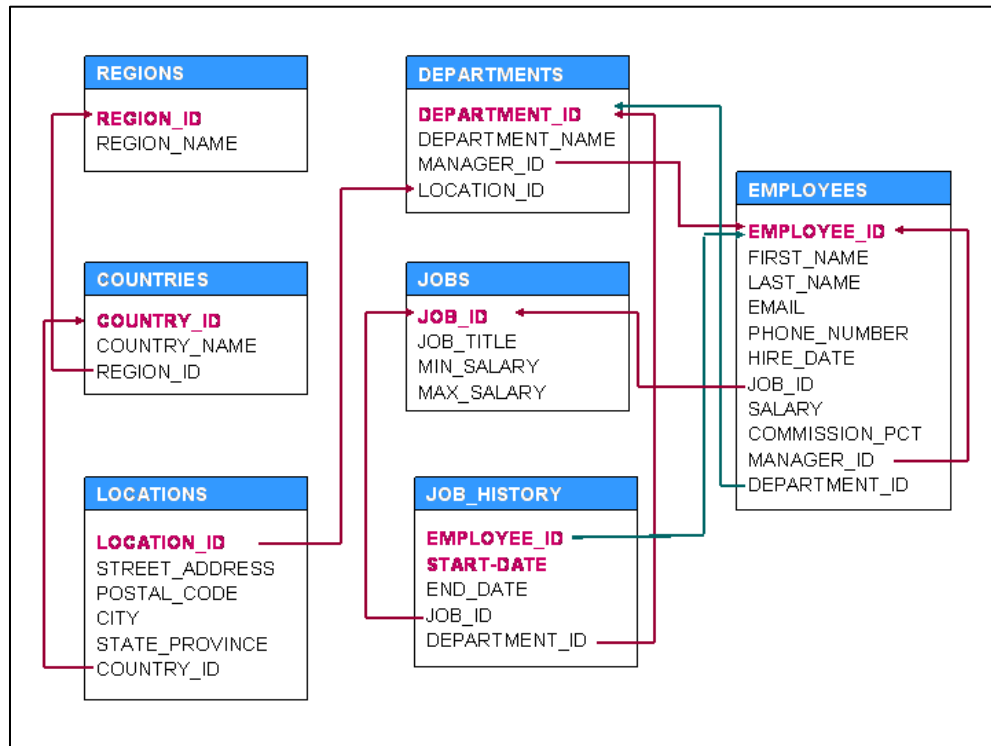 REGIONS
REGION_ID
REGION_NAME
COUNTRIES
COUNTRY_ID
COUNTRY_NAME
REGION_ID
LOCATIONS
LOCATION_ID
STREET_ADDRESS
POSTAL_CODE
CITY
STATE_PROVINCE
COUNTRY_ID
DEPARTMENTS
DEPARTMENT_ID
DEPARTMENT_NAME
MANAGER_ID
LOCATION_ID
JOBS
JOB_ID
JOB_TITLE
MIN_SALARY
MAX_SALARY
JOB_HISTORY
EMPLOYEE_ID
START-DATE
END_DATE
JOB_ID
DEPARTMENT_ID
EMPLOYEES
EMPLOYEE_ID
FIRST_NAME
LAST_NAME
EMAIL
PHONE_NUMBER
HIRE_DATE
JOB_ID
SALARY
COMMISSION_PCT
MANAGER_ID
DEPARTMENT_ID